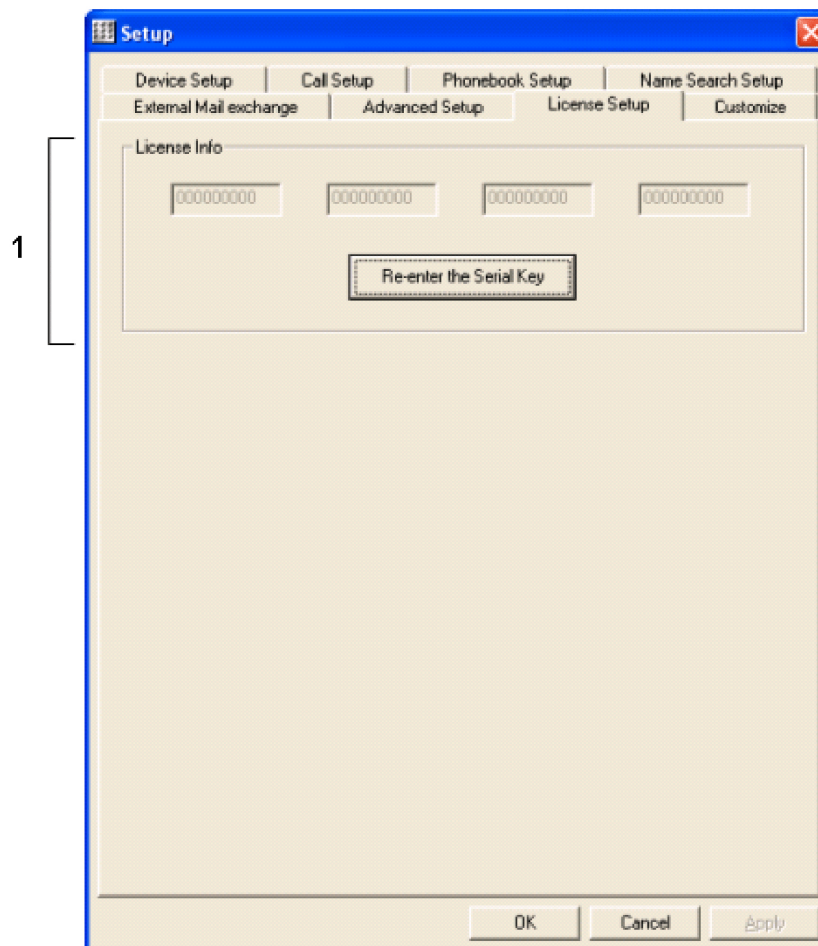 Setup
Device Setup Call Setup Phonebook Setup Name Search Setup
External Mail exchange Advanced Setup License Setup Customize
License Info
000000000 000000000 000000000 000000000
1
Re-enter the Serial Key
OK Cancel Apply